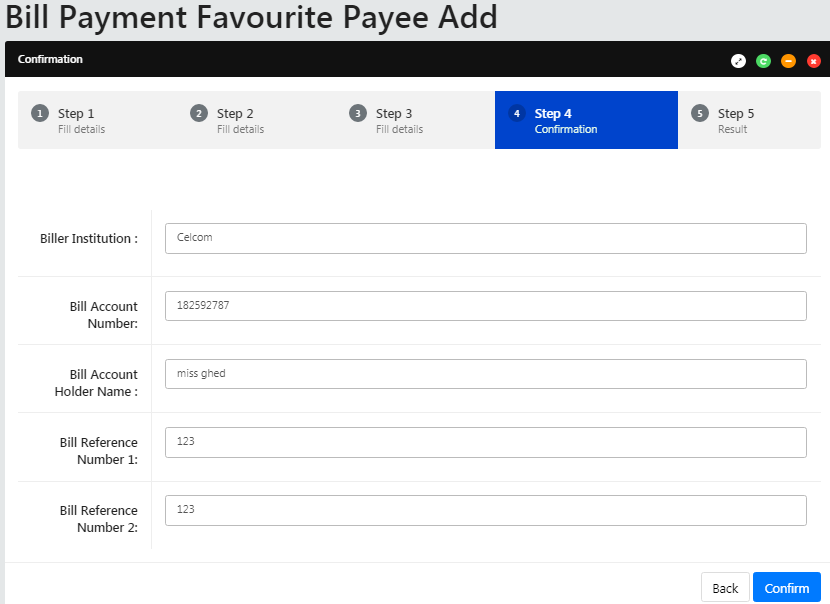 Bill Payment Favourite Payee Add
Confirmation
1 Step 1
Fill details
2 Step 2
Fill details
3 Step 3
Fill details
4 Step 4
Confirmation
5 Step 5
Result
Biller Institution : Celcom
Bill Account
Number: 182592787
Bill Account
Holder Name : miss ghed
Bill Reference
Number 1: 123
Bill Reference
Number 2: 123
Back Confirm